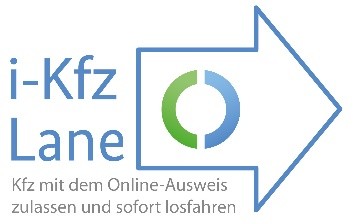 i-Kfz
Lane
Kfz mit dem Online-Ausweis
zulassen und sofort losfahren